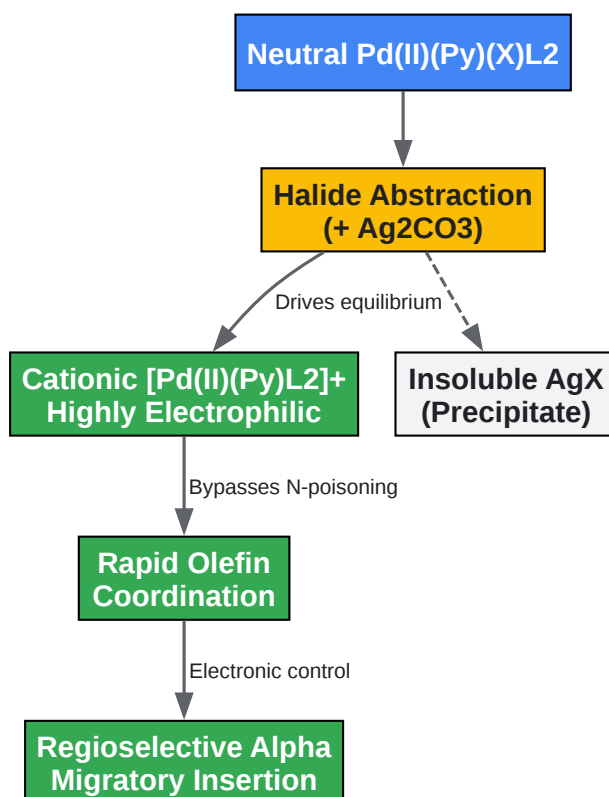 Neutral Pd(II)(Py)(X)L2
Halide Abstraction
(+ Ag2CO3)
Drives equilibrium
Cationic [Pd(II)(Py)L2]+
Highly Electrophilic
Insoluble AgX
(Precipitate)
Bypasses N-poisoning
Rapid Olefin
Coordination
Electronic control
Regioselective Alpha
Migratory Insertion